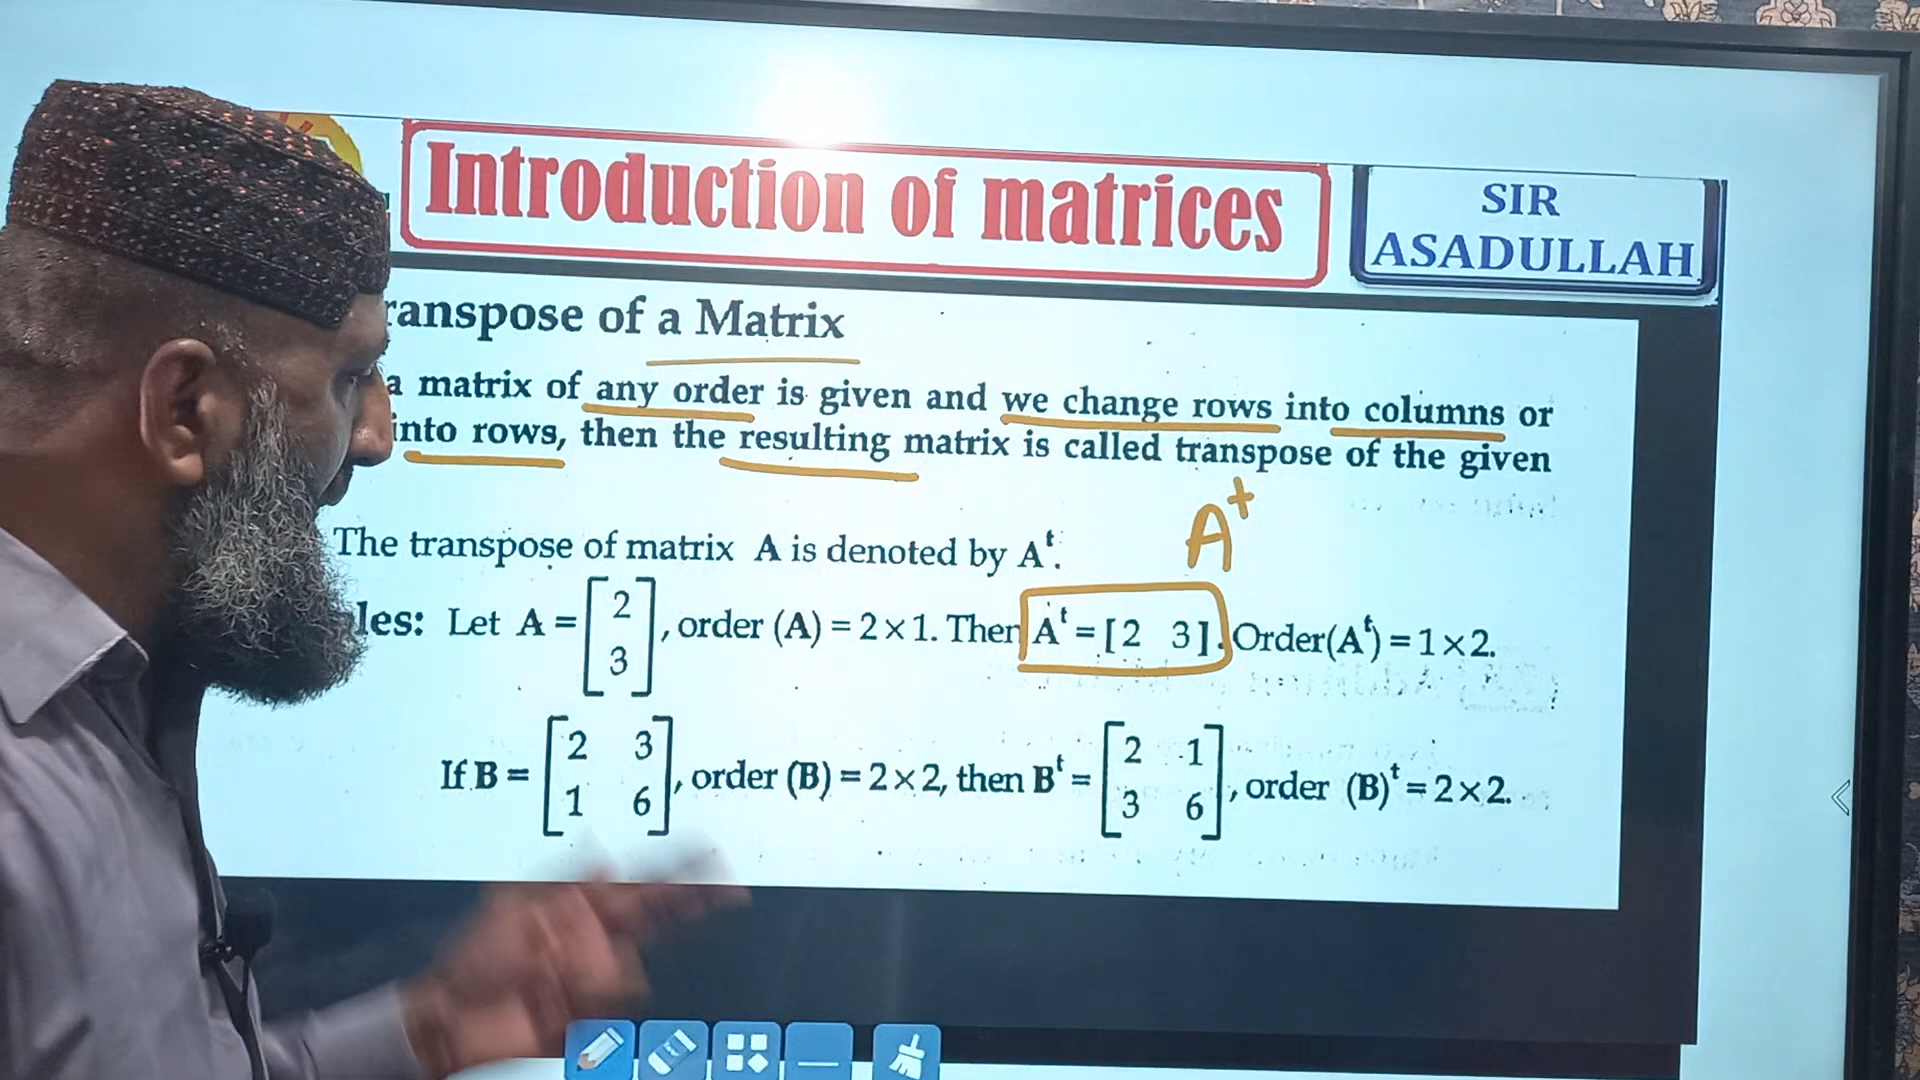 Introduction of matrices
SIR
ASADULLAH
ranspose of a Matrix
a matrix of any order is given and we change rows into columns or
into rows, then the resulting matrix is called transpose of the given
A^t
The transpose of matrix A is denoted by A^t.
les: Let A = [2 3], order (A) = 2×1. Then A^t = [2 3]. Order(A^t) = 1×2.
If B = [2 3 1 6], order (B) = 2×2, then B^t = [2 1 3 6], order (B)^t = 2×2.